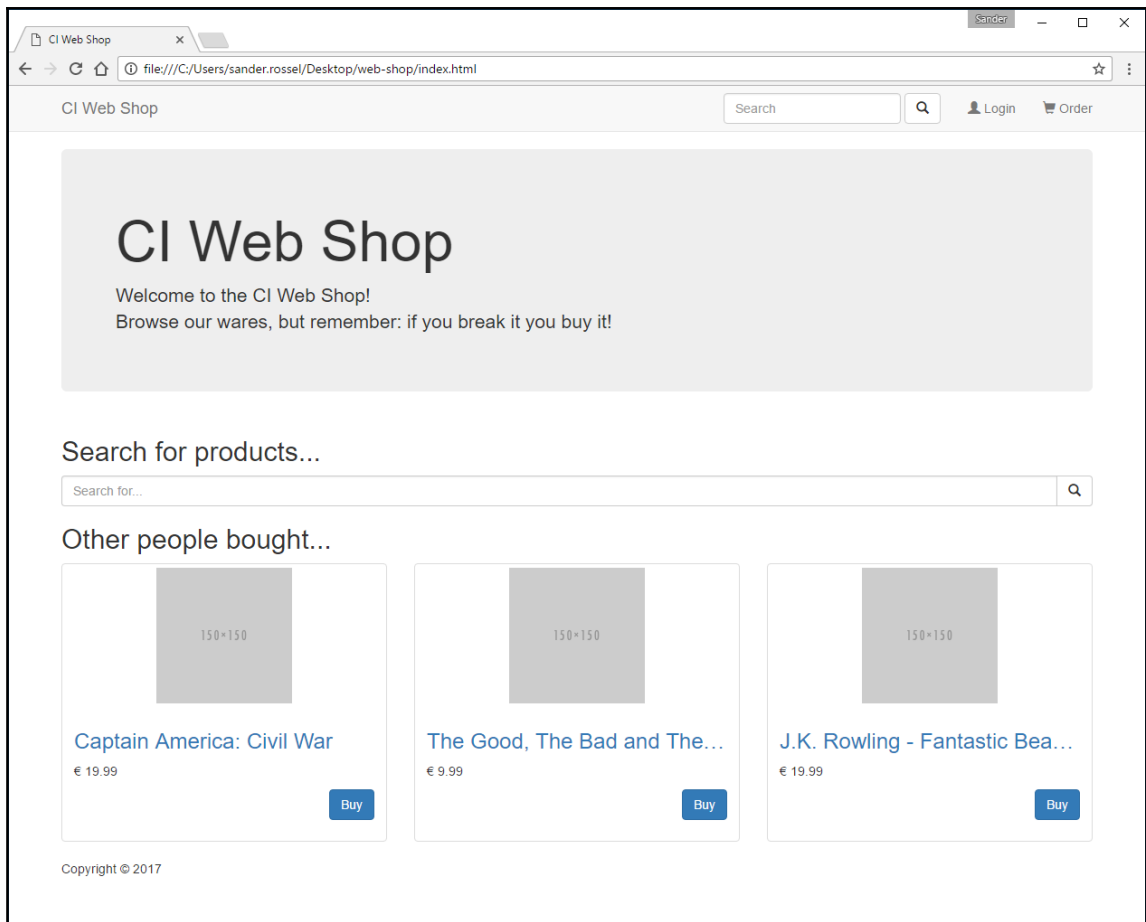 Sander
CI Web Shop
file:///C:/Users/sander.rossel/Desktop/web-shop/index.html
CI Web Shop
Search
Login
Order
CI Web Shop
Welcome to the CI Web Shop!
Browse our wares, but remember: if you break it you buy it!
Search for products...
Search for...
Other people bought...
150×150
150×150
150×150
Captain America: Civil War
The Good, The Bad and The…
J.K. Rowling - Fantastic Bea…
€ 19.99
€ 9.99
€ 19.99
Buy
Buy
Buy
Copyright © 2017